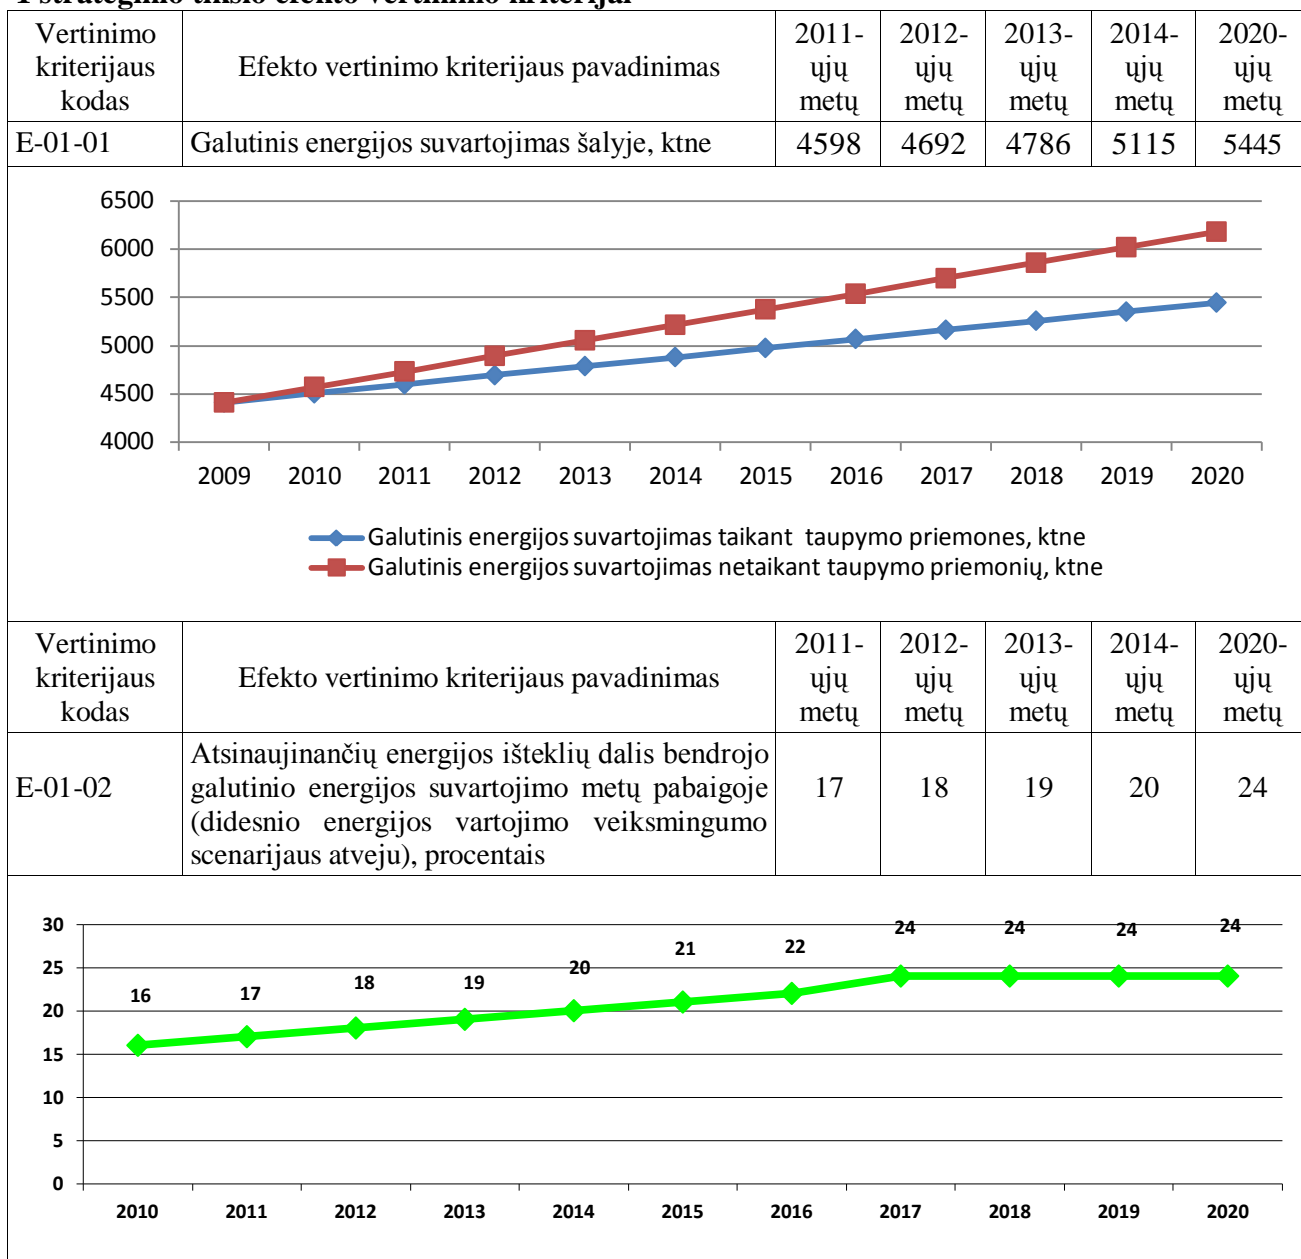 1 strateginio tikslo efekto vertinimo kriterijai
Vertinimo kriterijaus kodas
Efekto vertinimo kriterijaus pavadinimas
2011-ųjų metų
2012-ųjų metų
2013-ųjų metų
2014-ųjų metų
2020-ųjų metų
E-01-01
Galutinis energijos suvartojimas šalyje, ktne
4598
4692
4786
5115
5445
6500
6000
5500
5000
4500
4000
2009 2010 2011 2012 2013 2014 2015 2016 2017 2018 2019 2020
Galutinis energijos suvartojimas taikant taupymo priemones, ktne
Galutinis energijos suvartojimas netaikant taupymo priemonių, ktne
Vertinimo kriterijaus kodas
Efekto vertinimo kriterijaus pavadinimas
2011-ųjų metų
2012-ųjų metų
2013-ųjų metų
2014-ųjų metų
2020-ųjų metų
E-01-02
Atsinaujinančių energijos išteklių dalis bendrojo
galutinio energijos suvartojimo metų pabaigoje
(didesnio energijos vartojimo veiksmingumo
scenarijaus atveju), procentais
17
18
19
20
24
30
25
20
15
10
5
0
16 17 18 19 20 21 22 24 24 24 24
2010 2011 2012 2013 2014 2015 2016 2017 2018 2019 2020